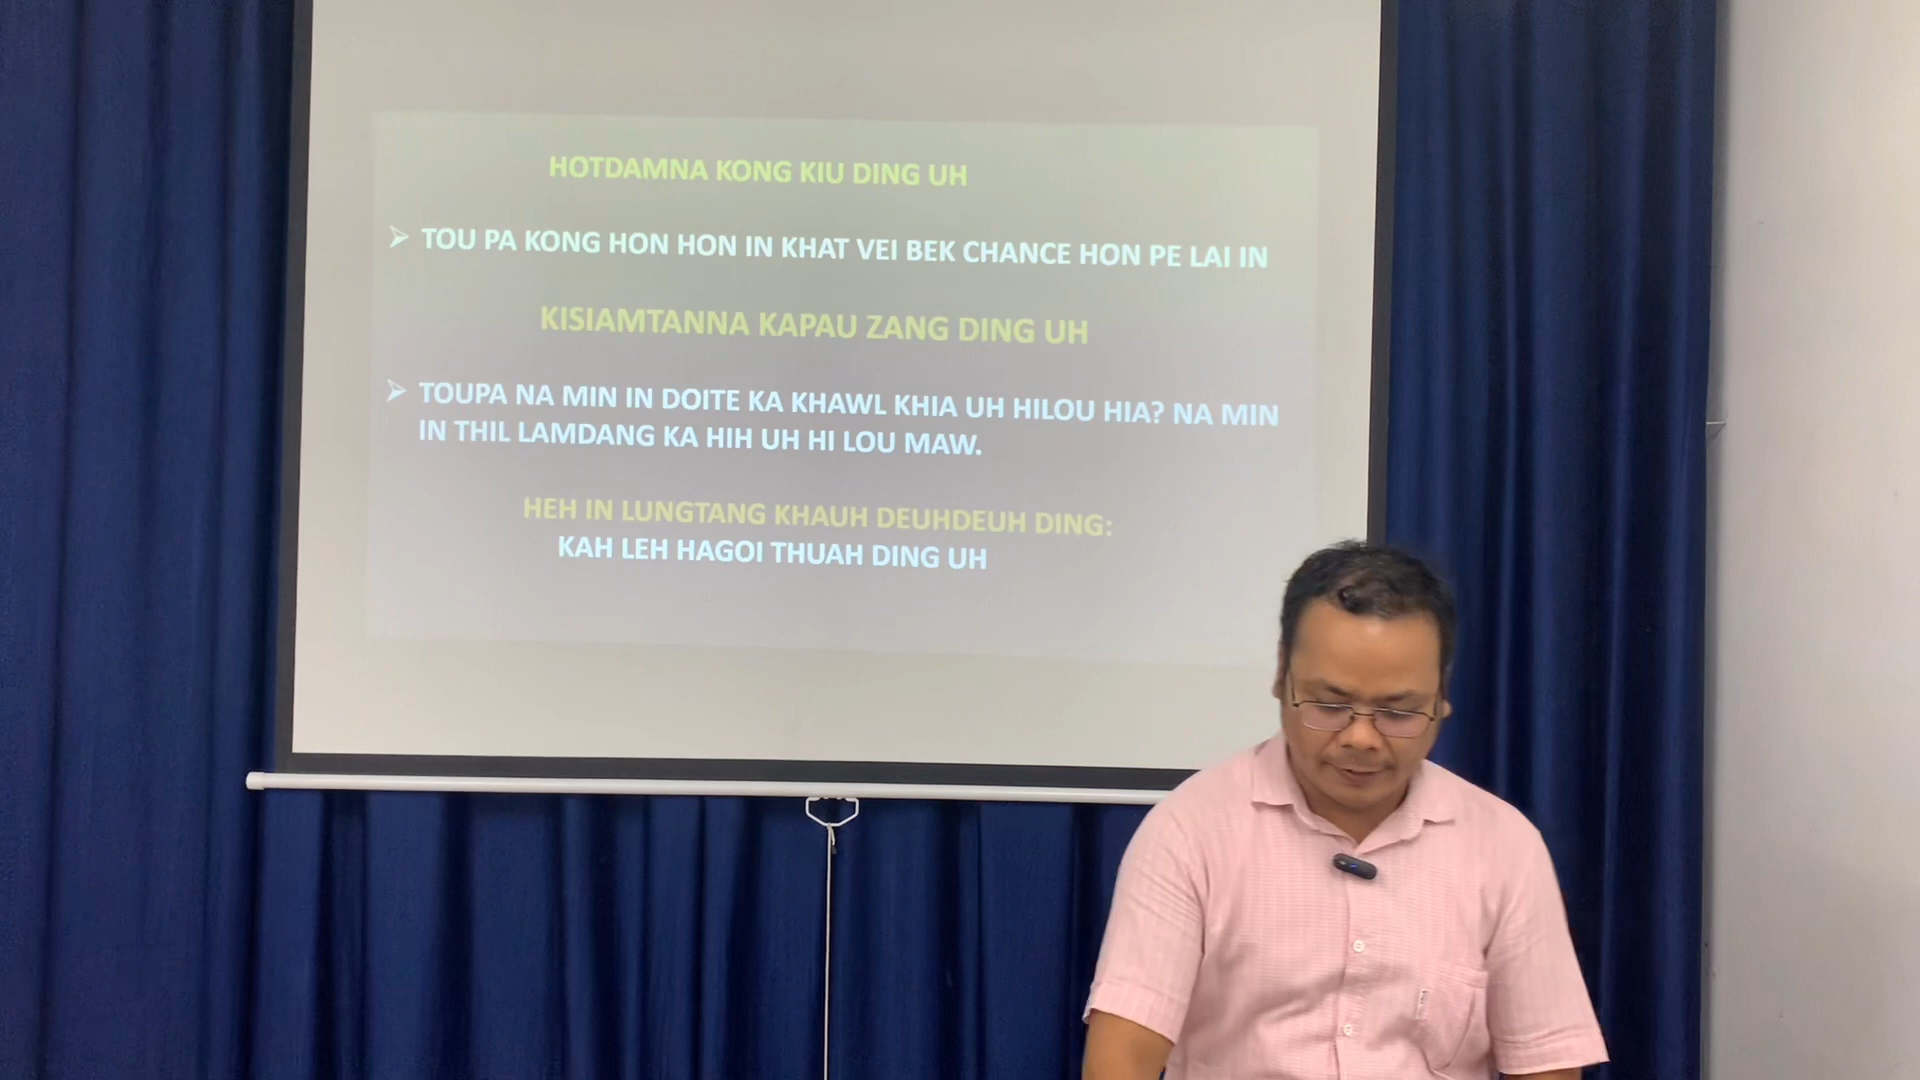 HOTDAMNA KONG KIU DING UH
TOU PA KONG HON HON IN KHAT VEI BEK CHANCE HON PE LAI IN
KISIAMTANNA KAPAU ZANG DING UH
TOUPA NA MIN IN DOITE KA KHAWL KHIA UH HILOU HIA? NA MIN
IN THIL LAMDANG KA HIH UH HI LOU MAW.
HEH IN LUNGTANG KHAUH DEUHDEUH DING:
KAH LEH HAGOI THUAH DING UH